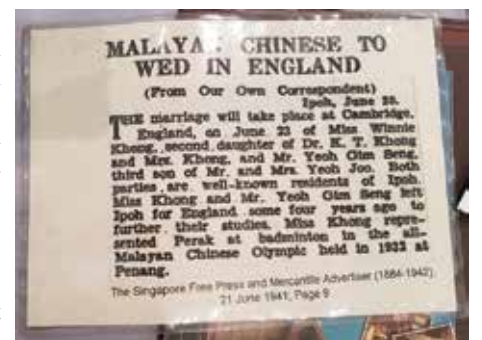 MALAYAN CHINESE TO
WED IN ENGLAND
(From Our Own Correspondent)
Ipoh, June 20.
THE marriage will take place at Cambridge,
England, on June 23 of Miss Winnie
Khong, second daughter of Dr. K. T. Khong
and Mrs. Khong, and Mr. Yeoh Gim Seng,
third son of Mr. and Mrs. Yeoh Joo. Both
parties are well-known residents of Ipoh.
Miss Khong and Mr. Yeoh Gim Seng left
Ipoh for England some four years ago to
further their studies. Miss Khong repre-
sented Perak at badminton in the all-
Malayan Chinese Olympic held in 1933 at
Penang.
The Singapore Free Press and Mercantile Advertiser (1884-1942),
21 June 1941, Page 9